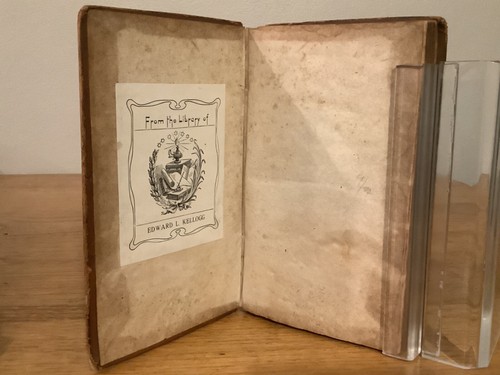 From the Library of
EDWARD L. KELLOGG